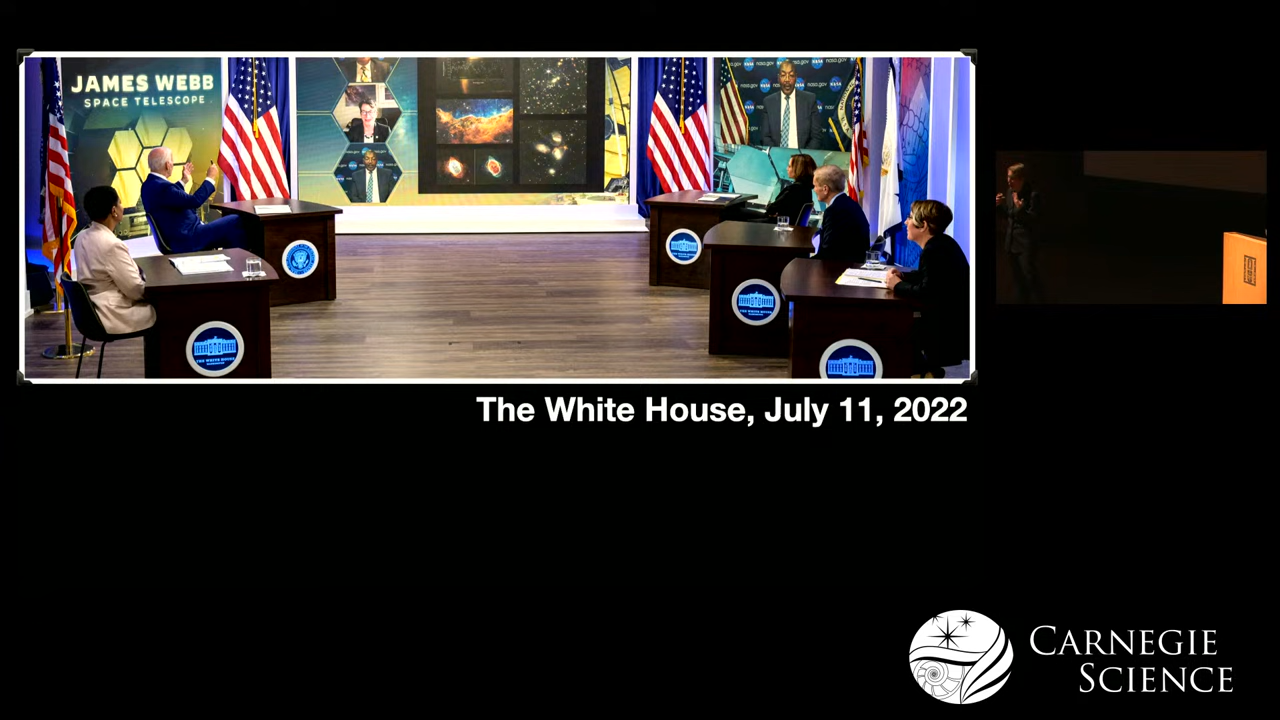 JAMES WEBB
SPACE TELESCOPE
The White House, July 11, 2022
CARNEGIE
SCIENCE